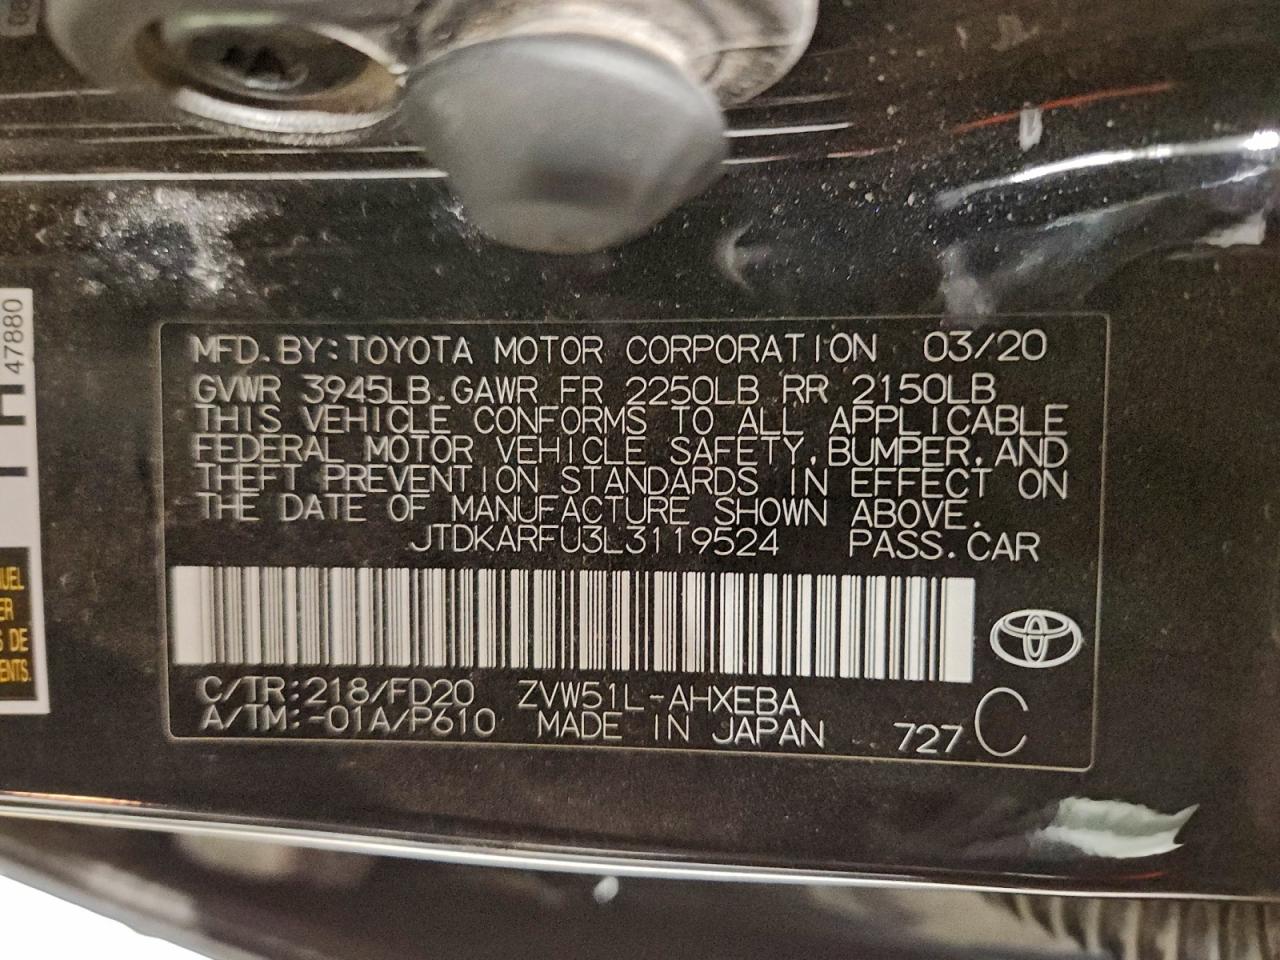 MFD.BY:TOYOTA MOTOR CORPORATION 03/20
GVWR 3945LB.GAWR FR 2250LB RR 2150LB
THIS VEHICLE CONFORMS TO ALL APPLICABLE
FEDERAL MOTOR VEHICLE SAFETY,BUMPER,AND
THEFT PREVENTION STANDARDS IN EFFECT ON
THE DATE OF MANUFACTURE SHOWN ABOVE.
JTDKARFU3L3119524 PASS.CAR
C/TR:218/FD20 ZVW51L-AHXEBA
A/TM:-01A/P610 MADE IN JAPAN 727 C
47880
DE